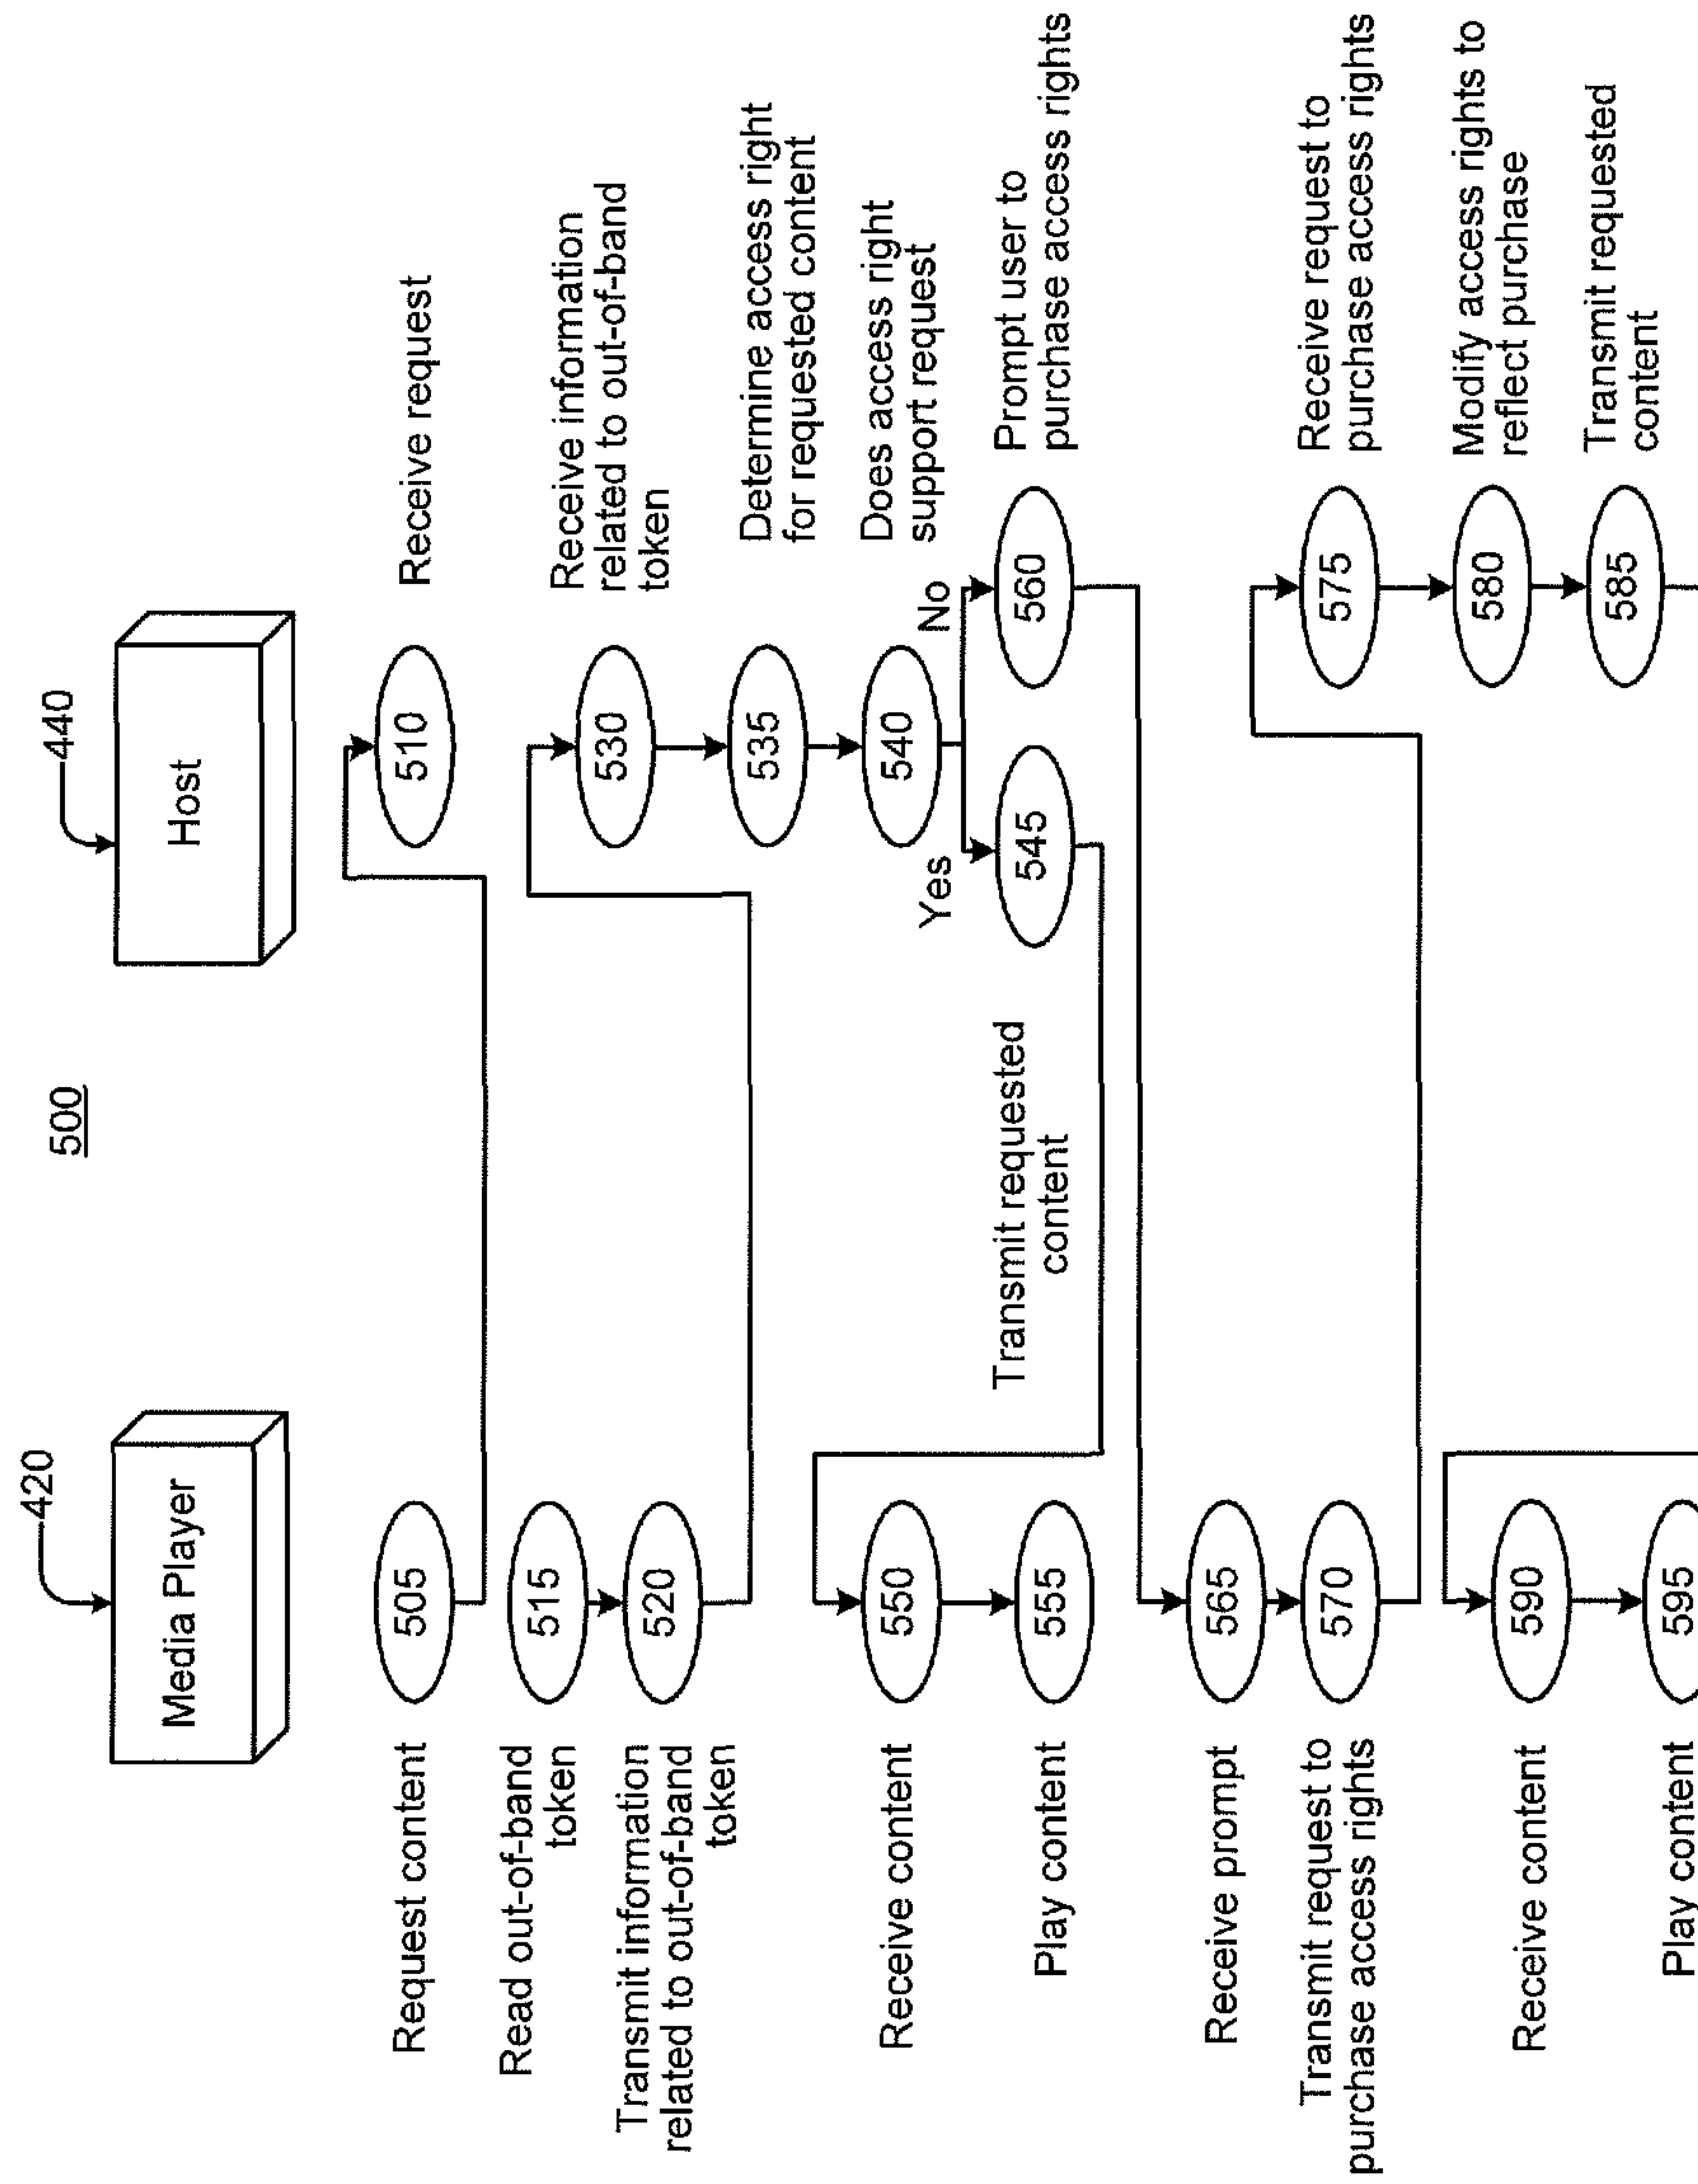 500
420
440
Media Player
Host
Request content
505
510
Receive request
Read out-of-band
token
515
Transmit information
related to out-of-band
token
520
530
Receive information
related to out-of-band
token
535
Determine access right
for requested content
540
Does access right
support request
Yes
No
545
Transmit requested
content
560
Prompt user to
purchase access rights
Receive content
550
Play content
555
Receive prompt
565
Transmit request to
purchase access rights
570
575
Receive request to
purchase access rights
580
Modify access rights to
reflect purchase
585
Transmit requested
content
Receive content
590
Play content
595